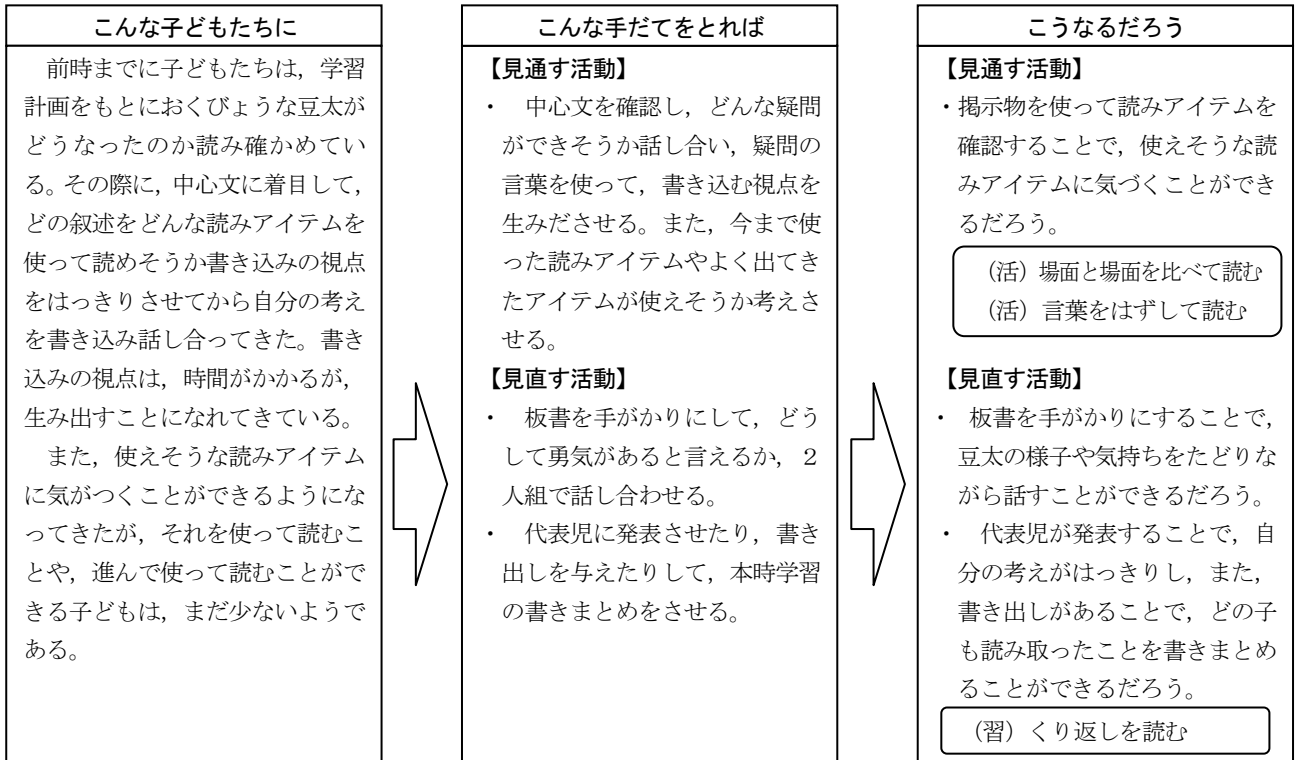 こんな子どもたちに
前時までに子どもたちは，学習
計画をもとにおくびょうな豆太が
どうなったのか読み確かめてい
る。その際に，中心文に着目して，
どの叙述をどんな読みアイテムを
使って読めそうか書き込みの視点
をはっきりさせてから自分の考え
を書き込み話し合ってきた。書き
込みの視点は，時間がかかるが，
生み出すことになれてきている。
また，使えそうな読みアイテム
に気がつくことができるようにな
ってきたが，それを使って読むこ
とや，進んで使って読むことがで
きる子どもは，まだ少ないようで
ある。
こんな手だてをとれば
【見通す活動】
・　中心文を確認し，どんな疑問
ができそうか話し合い，疑問の
言葉を使って，書き込む視点を
生みださせる。また，今まで使
った読みアイテムやよく出てき
たアイテムが使えそうか考えさ
せる。
【見直す活動】
・　板書を手がかりにして，どう
して勇気があると言えるか，２
人組で話し合わせる。
・　代表児に発表させたり，書き
出しを与えたりして，本時学習
の書きまとめをさせる。
こうなるだろう
【見通す活動】
・掲示物を使って読みアイテムを
確認することで，使えそうな読
みアイテムに気づくことができ
るだろう。
（活）場面と場面を比べて読む
（活）言葉をはずして読む
【見直す活動】
・　板書を手がかりにすることで，
豆太の様子や気持ちをたどりな
がら話すことができるだろう。
・　代表児が発表することで，自
分の考えがはっきりし，また，
書き出しがあることで，どの子
も読み取ったことを書きまとめ
ることができるだろう。
（習）くり返しを読む